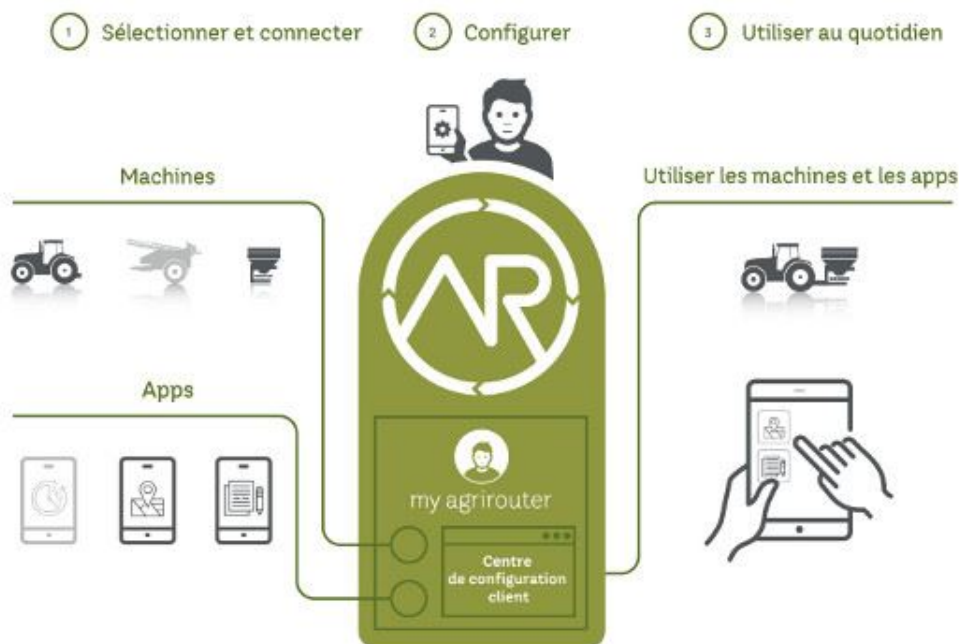 1 Sélectionner et connecter
2 Configurer
3 Utiliser au quotidien
Machines
Utiliser les machines et les apps
AR
Apps
my agrirouter
Centre
de configuration
client